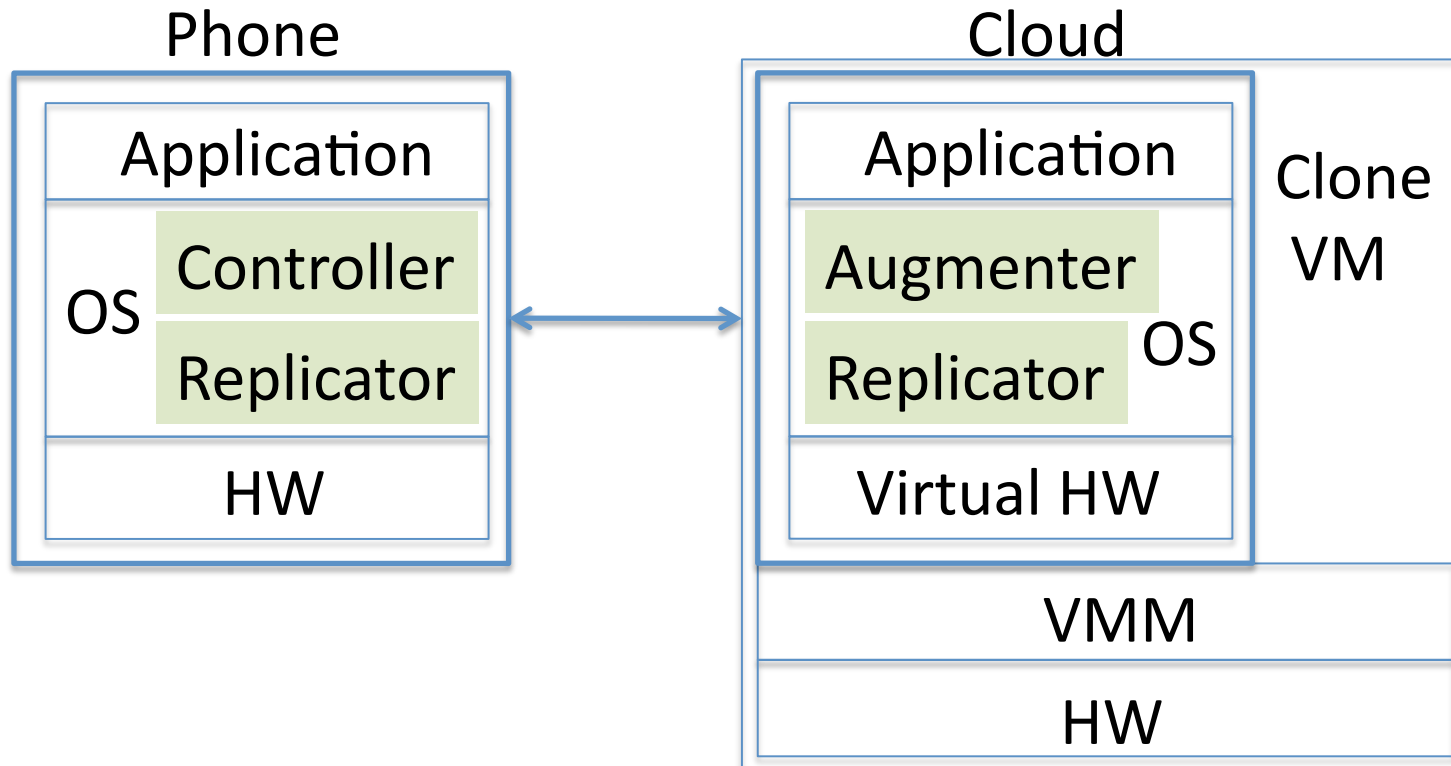 Phone
Application
OS
Controller
Replicator
HW
Cloud
Application
Augmenter
Replicator
OS
Virtual HW
Clone
VM
VMM
HW